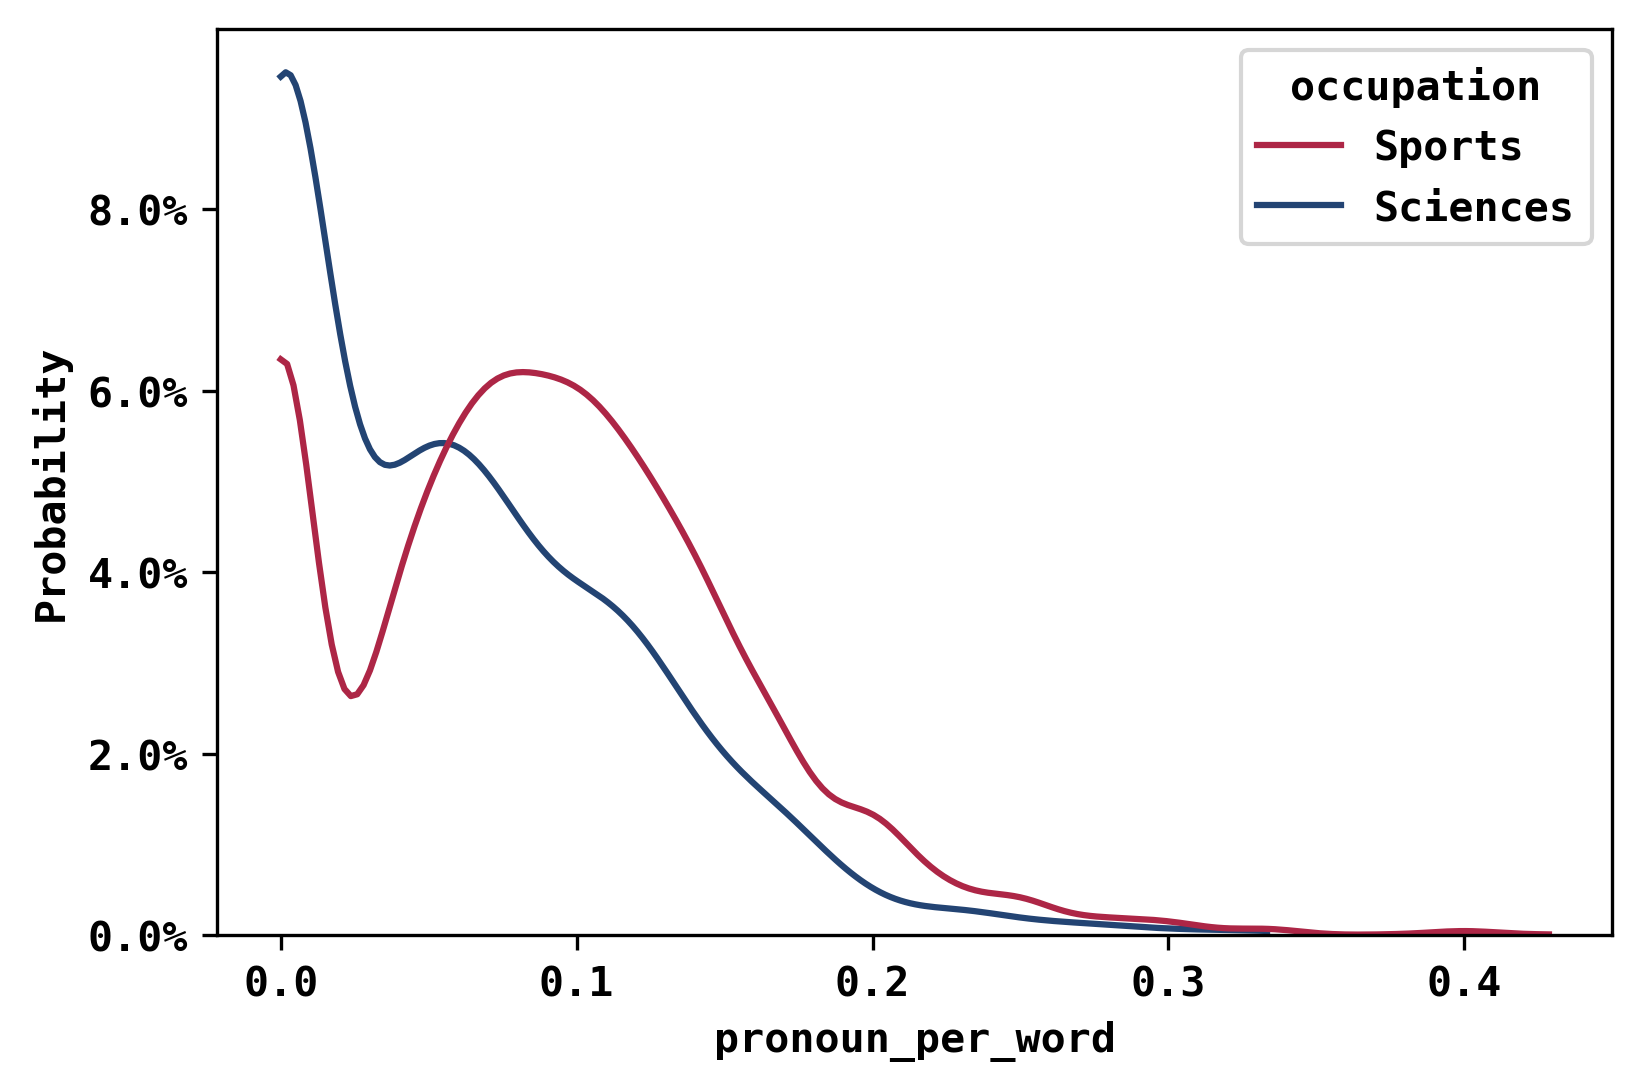 occupation
Sports
Sciences
Probability
8.0%
6.0%
4.0%
2.0%
0.0%
0.0 0.1 0.2 0.3 0.4
pronoun_per_word